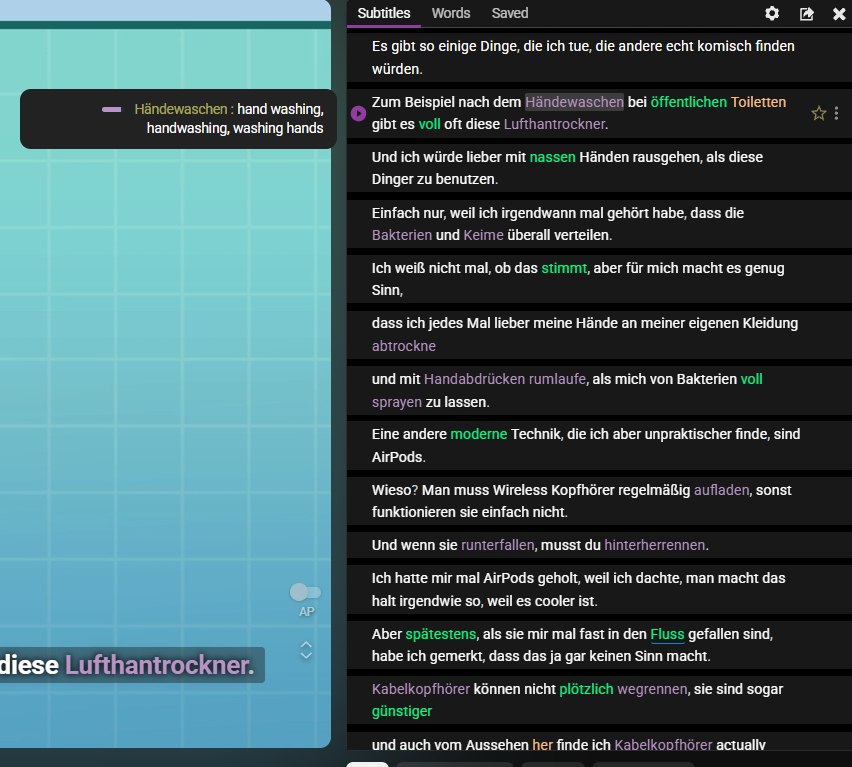 Subtitles Words Saved
Händewaschen : hand washing,
handwashing, washing hands
AP
diese Lufthantrockner.
Es gibt so einige Dinge, die ich tue, die andere echt komisch finden
würden.
Zum Beispiel nach dem Händewaschen bei öffentlichen Toiletten
gibt es voll oft diese Lufthantrockner.
Und ich würde lieber mit nassen Händen rausgehen, als diese
Dinger zu benutzen.
Einfach nur, weil ich irgendwann mal gehört habe, dass die
Bakterien und Keime überall verteilen.
Ich weiß nicht mal, ob das stimmt, aber für mich macht es genug
Sinn,
dass ich jedes Mal lieber meine Hände an meiner eigenen Kleidung
abtrockne
und mit Handabdrücken rumlaufe, als mich von Bakterien voll
sprayen zu lassen.
Eine andere moderne Technik, die ich aber unpraktischer finde, sind
AirPods.
Wieso? Man muss Wireless Kopfhörer regelmäßig aufladen, sonst
funktionieren sie einfach nicht.
Und wenn sie runterfallen, musst du hinterherrennen.
Ich hatte mir mal AirPods geholt, weil ich dachte, man macht das
halt irgendwie so, weil es cooler ist.
Aber spätestens, als sie mir mal fast in den Fluss gefallen sind,
habe ich gemerkt, dass das ja gar keinen Sinn macht.
Kabelkopfhörer können nicht plötzlich wegrennen, sie sind sogar
günstiger
und auch vom Aussehen her finde ich Kabelkopfhörer actually